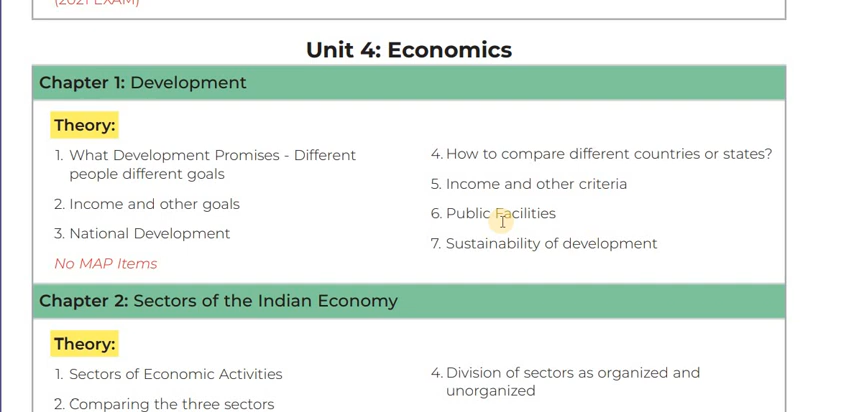 (2021 EXAM)
Unit 4: Economics
Chapter 1: Development
Theory:
1. What Development Promises - Different
people different goals
2. Income and other goals
3. National Development
No MAP Items
4. How to compare different countries or states?
5. Income and other criteria
6. Public Facilities
7. Sustainability of development
Chapter 2: Sectors of the Indian Economy
Theory:
1. Sectors of Economic Activities
2. Comparing the three sectors
4. Division of sectors as organized and
unorganized